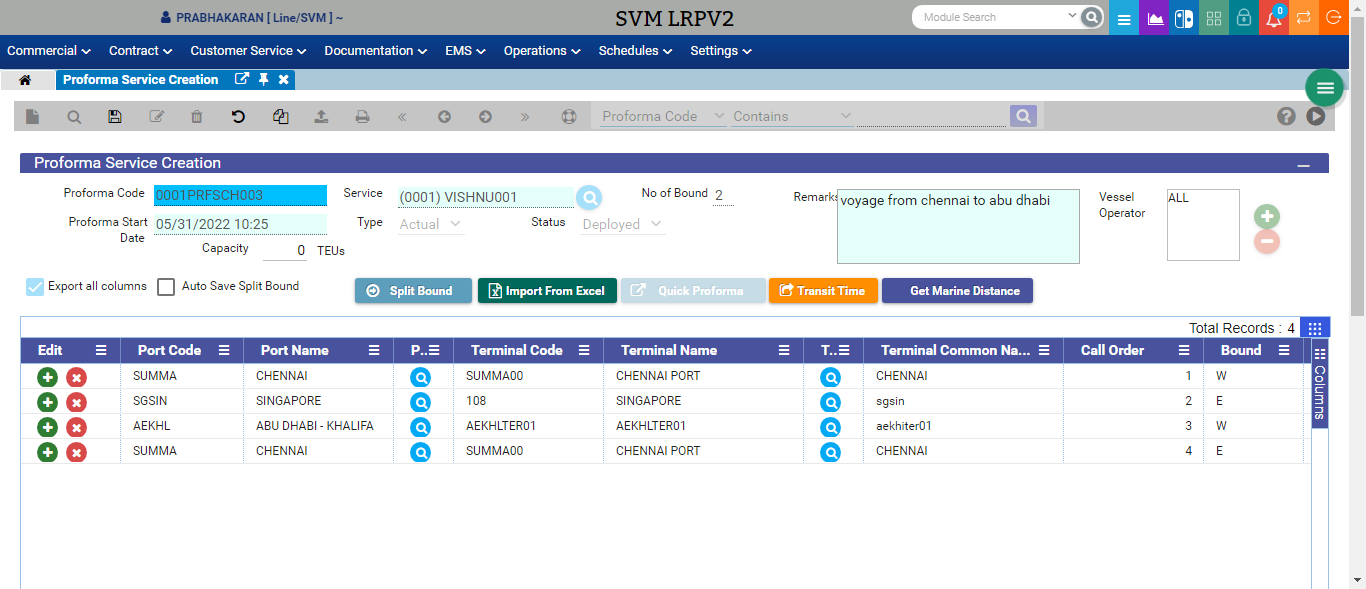 PRABHAKARAN [ Line/SVM ] ~
SVM LRPV2
Module Search
0
Commercial Contract Customer Service Documentation EMS Operations Schedules Settings
Proforma Service Creation
Proforma Code Contains
Proforma Service Creation
Proforma Code 0001PRFSCH003 Service (0001) VISHNU001 No of Bound 2 Remarks voyage from chennai to abu dhabi Vessel Operator ALL
Proforma Start Date 05/31/2022 10:25 Type Actual Status Deployed
Capacity 0 TEUs
Export all columns Auto Save Split Bound Split Bound Import From Excel Quick Proforma Transit Time Get Marine Distance
Total Records : 4
Edit Port Code Port Name P.. Terminal Code Terminal Name T.. Terminal Common Na... Call Order Bound
SUMMA CHENNAI SUMMA00 CHENNAI PORT CHENNAI 1 W
SGSIN SINGAPORE 108 SINGAPORE sgsin 2 E
AEKHL ABU DHABI - KHALIFA AEKHLTER01 AEKHLTER01 aekhiter01 3 W
SUMMA CHENNAI SUMMA00 CHENNAI PORT CHENNAI 4 E
Columns